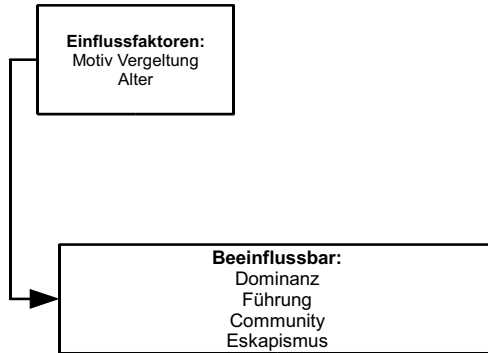 Einflussfaktoren:
Motiv Vergeltung
Alter
Beeinflussbar:
Dominanz
Führung
Community
Eskapismus